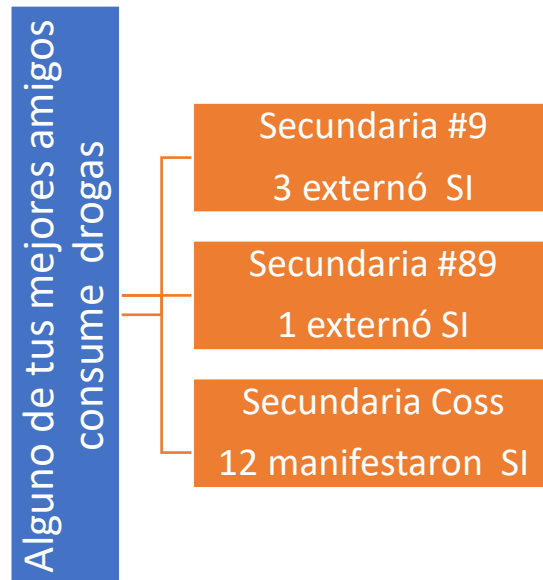 Alguno de tus mejores amigos
consume drogas
Secundaria #9
3 externó SI
Secundaria #89
1 externó SI
Secundaria Coss
12 manifestaron SI